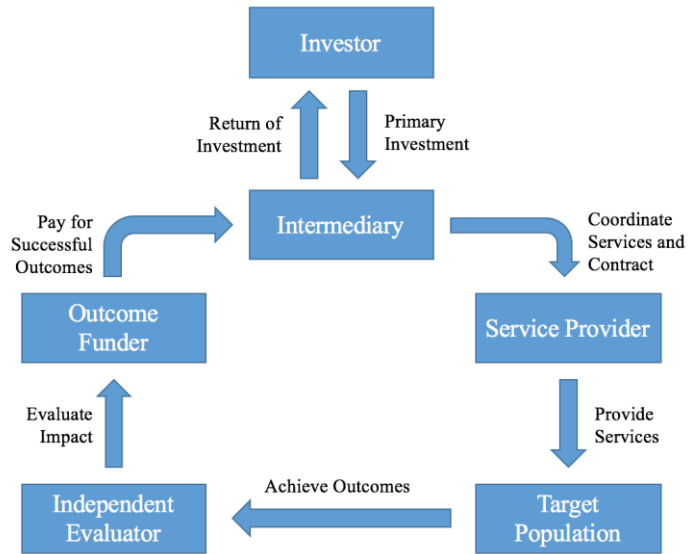 Investor
Return of
Investment
Primary
Investment
Pay for
Successful
Outcomes
Intermediary
Coordinate
Services and
Contract
Outcome
Funder
Service Provider
Evaluate
Impact
Provide
Services
Independent
Evaluator
Achieve Outcomes
Target
Population